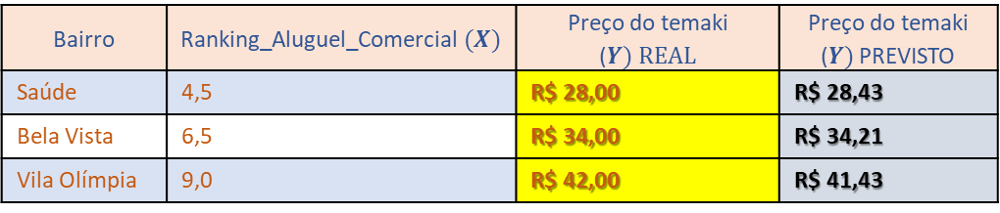 Bairro Ranking_Aluguel_Comercial (X) Preço do temaki (Y) REAL Preço do temaki (Y) PREVISTO
Saúde 4,5 R$ 28,00 R$ 28,43
Bela Vista 6,5 R$ 34,00 R$ 34,21
Vila Olímpia 9,0 R$ 42,00 R$ 41,43